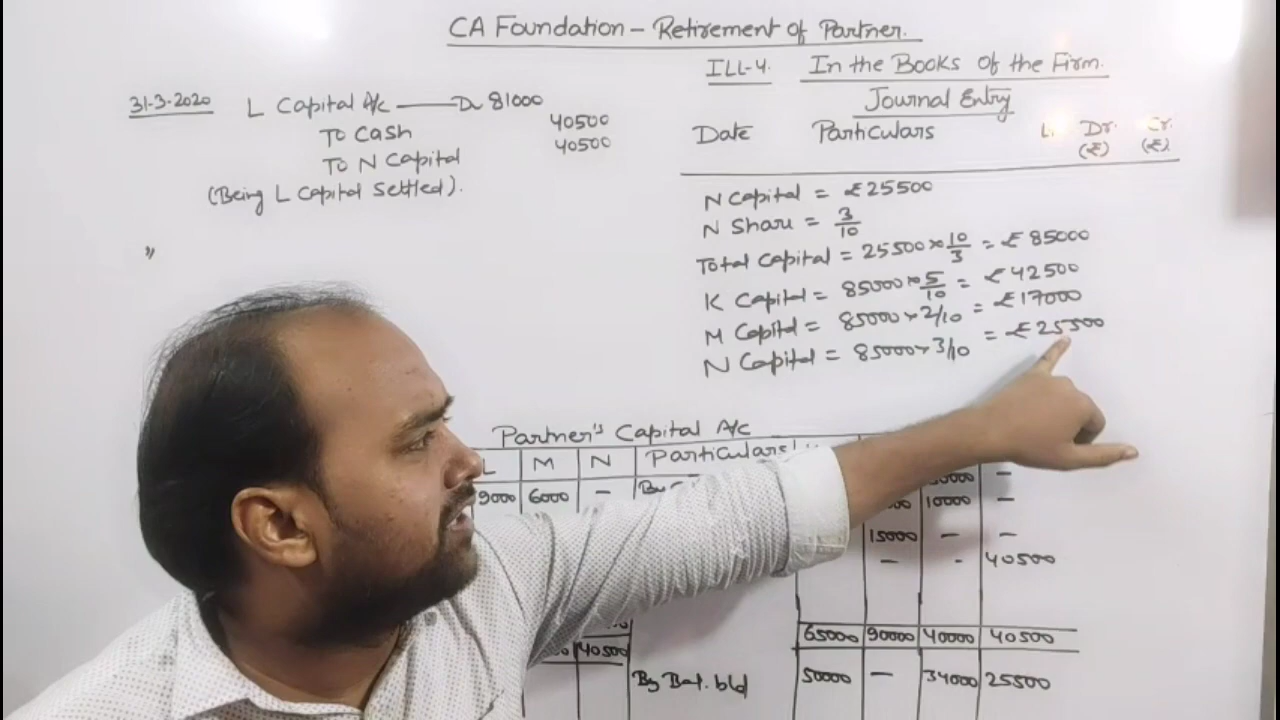 CA Foundation - Retirement of Partner.
ILL-4. In the Books of the Firm.
Journal Entry
Date Particulars L. Dr. (₹) Cr. (₹)
31-3-2020 L Capital A/c —— Dr 81000
To Cash 40500
To N Capital 40500
(Being L Capital Settled).
"
N Capital = ₹25500
N Share = 3/10
Total Capital = 25500 × 10/3 = ₹85000
K Capital = 85000 × 5/10 = ₹42500
M Capital = 85000 × 2/10 = ₹17000
N Capital = 85000 × 3/10 = ₹25500
Partner's Capital A/c
L M N Particulars
9000 6000 -
10000 -
15000 - -
- - 40500
65000 90000 40000 40500
40500
By Bal. b/d 50000 - 34000 25500